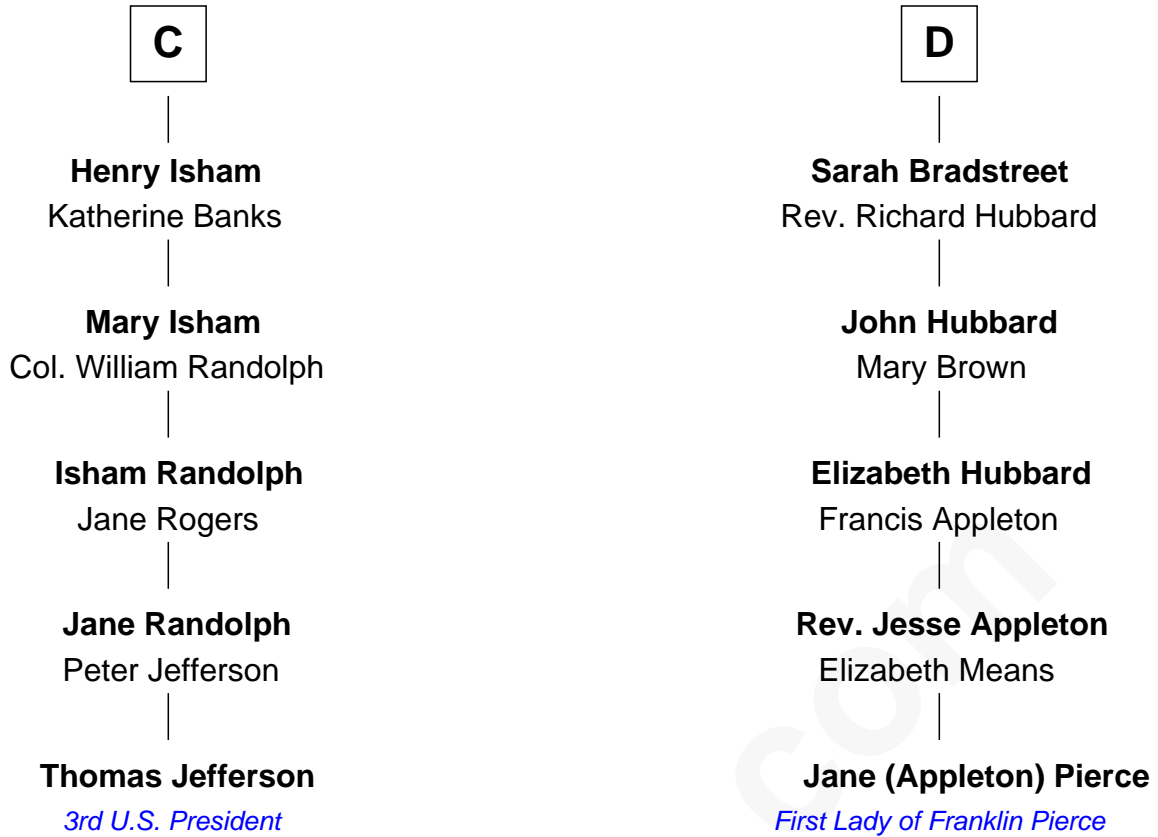 C
Henry Isham
Katherine Banks
Mary Isham
Col. William Randolph
Isham Randolph
Jane Rogers
Jane Randolph
Peter Jefferson
Thomas Jefferson
3rd U.S. President
D
Sarah Bradstreet
Rev. Richard Hubbard
John Hubbard
Mary Brown
Elizabeth Hubbard
Francis Appleton
Rev. Jesse Appleton
Elizabeth Means
Jane (Appleton) Pierce
First Lady of Franklin Pierce
com